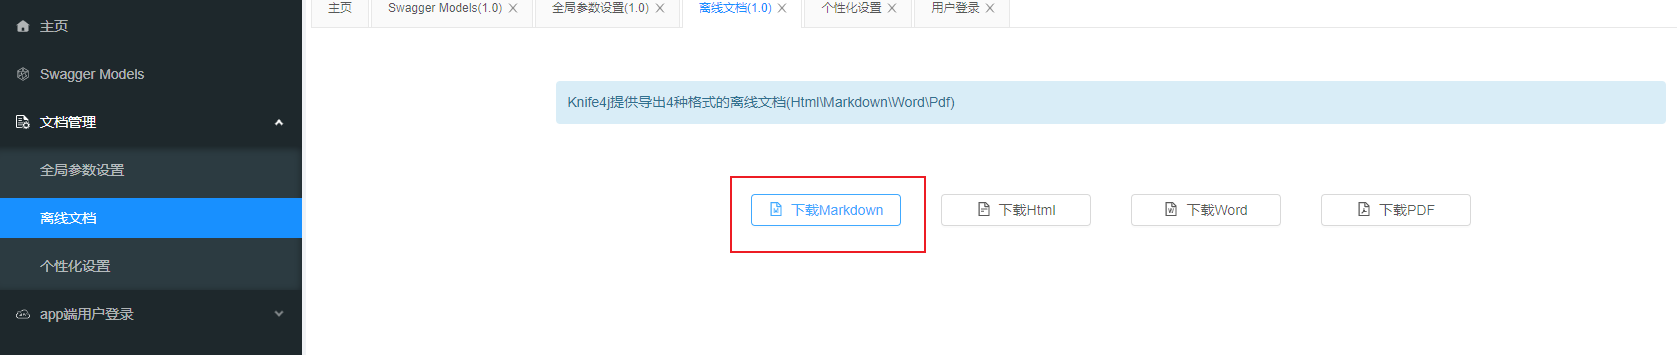 主页
Swagger Models
文档管理
全局参数设置
离线文档
个性化设置
app端用户登录
主页 Swagger Models(1.0) 全局参数设置(1.0) 离线文档(1.0) 个性化设置 用户登录
Knife4j提供导出4种格式的离线文档(Html\Markdown\Word\Pdf)
下载Markdown 下载Html 下载Word 下载PDF